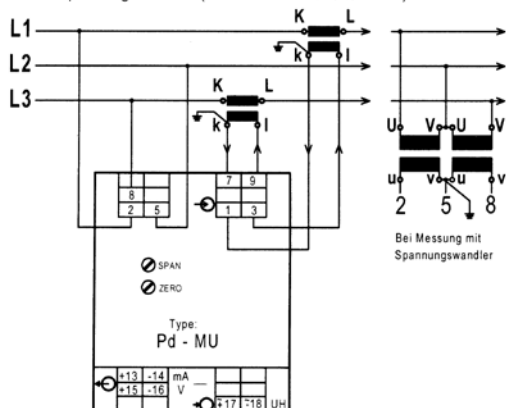 K L
L1
k l
L2
K L
L3
k l
U V U V
u v u v
2 5 8
Bei Messung mit
Spannungswandler
7 9
8
2 5
1 3
SPAN
ZERO
Type:
Pd - MU
+13 -14 mA
+15 -16 V
+17 -18 UH